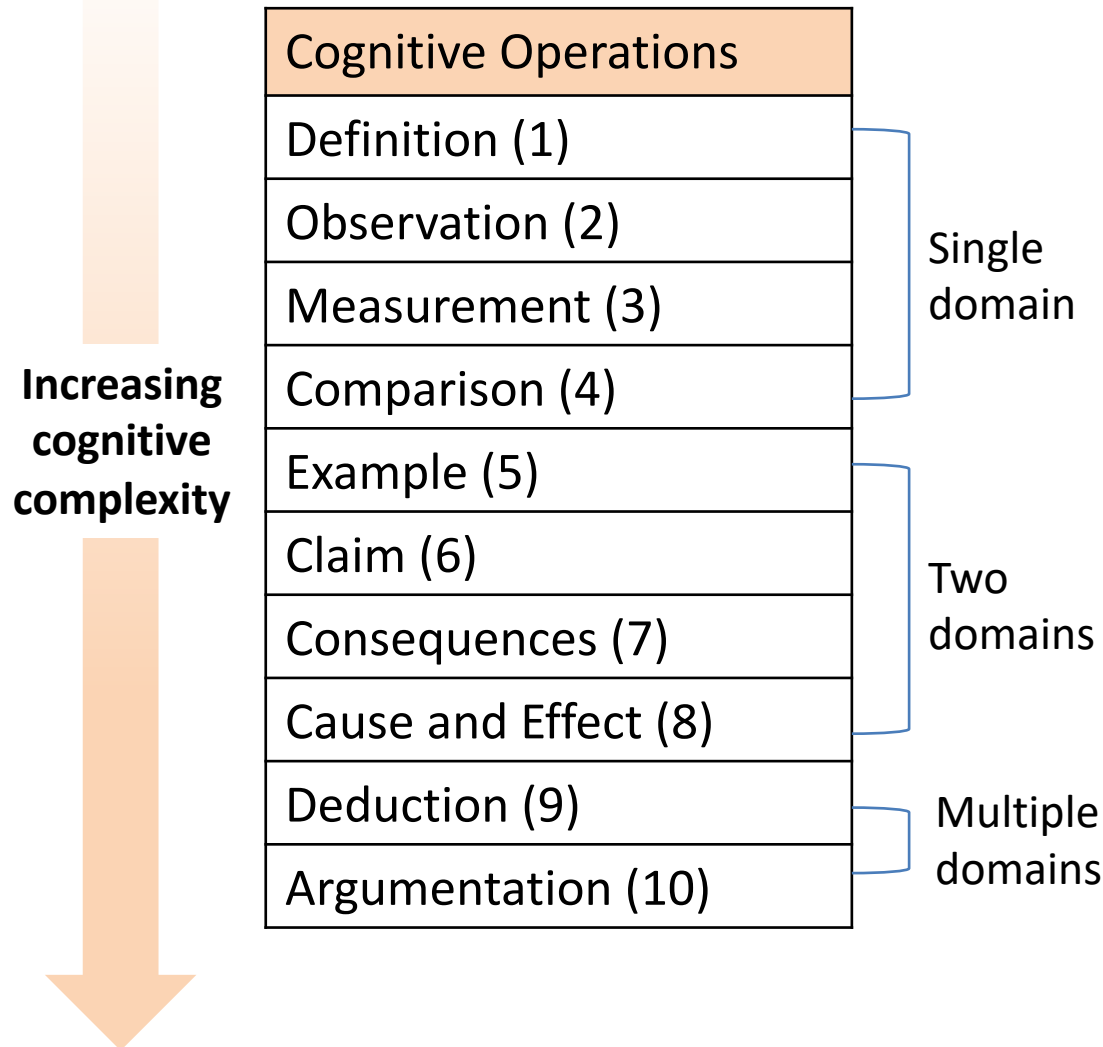 Cognitive Operations
Definition (1)
Observation (2)
Measurement (3)
Comparison (4)
Example (5)
Claim (6)
Consequences (7)
Cause and Effect (8)
Deduction (9)
Argumentation (10)
Increasing
cognitive
complexity
Single
domain
Two
domains
Multiple
domains